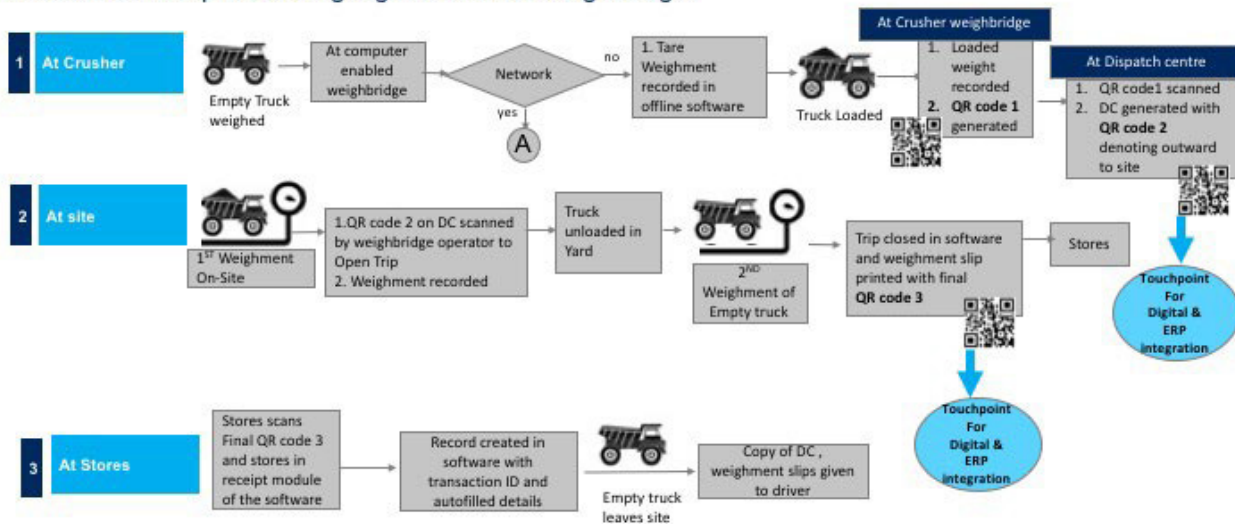 1
At Crusher
Empty Truck
weighed
At computer
enabled
weighbridge
Network
no
yes
A
1. Tare
Weighment
recorded in
offline software
Truck Loaded
At Crusher weighbridge
1. Loaded
weight
recorded
2. QR code 1
generated
At Dispatch centre
1. QR code1 scanned
2. DC generated with
QR code 2
denoting outward
to site
2
At site
1ST Weighment
On-Site
1.QR code 2 on DC scanned
by weighbridge operator to
Open Trip
2. Weighment recorded
Truck
unloaded in
Yard
2ND
Weighment of
Empty truck
Trip closed in software
and weighment slip
printed with final
QR code 3
Stores
Touchpoint
For
Digital &
ERP
integration
Touchpoint
For
Digital &
ERP
integration
3
At Stores
Stores scans
Final QR code 3
and stores in
receipt module
of the software
Record created in
software with
transaction ID and
autofilled details
Empty truck
leaves site
Copy of DC ,
weighment slips given
to driver